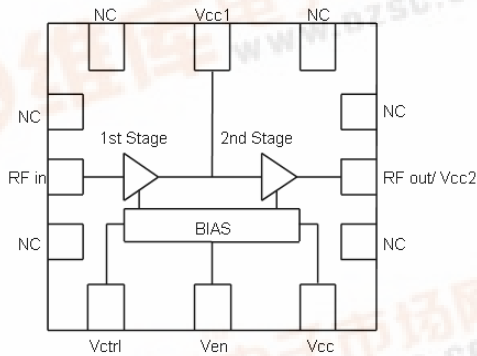 NC Vcc1 NC
NC NC
1st Stage 2nd Stage
RF in RF out/ Vcc2
BIAS
NC NC
Vctrl Ven Vcc